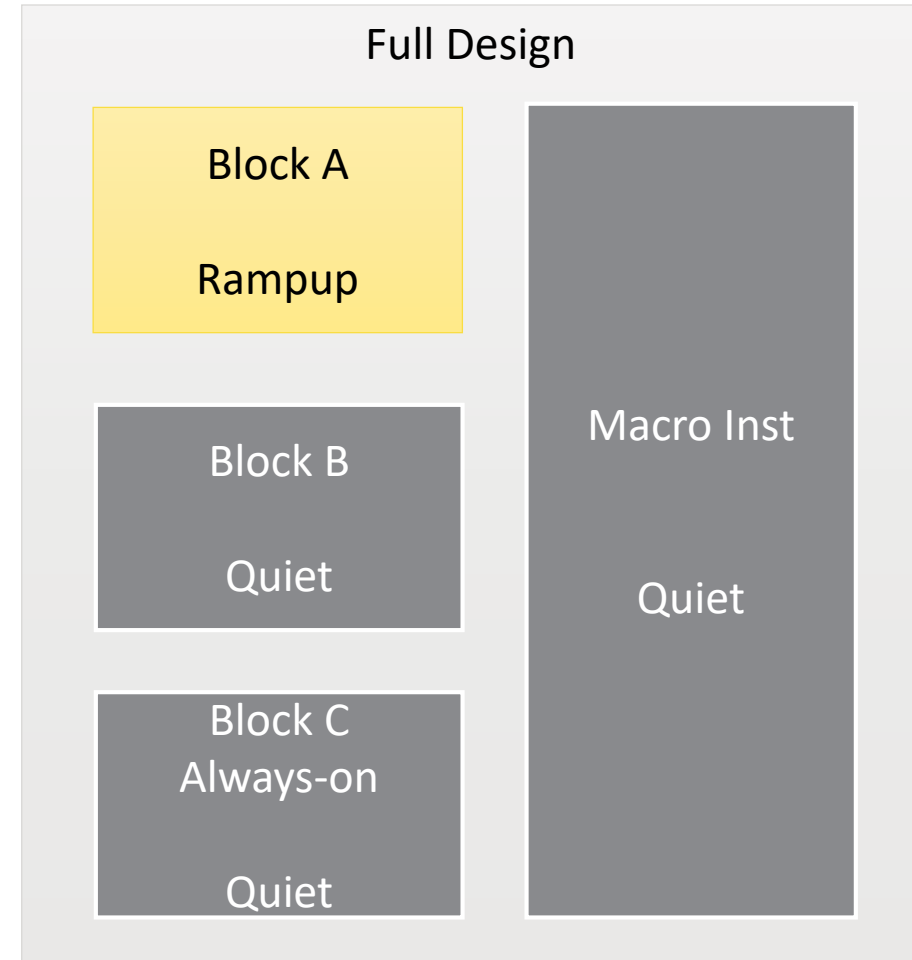 Full Design
Block A
Rampup
Block B
Quiet
Block C
Always-on
Quiet
Macro Inst
Quiet